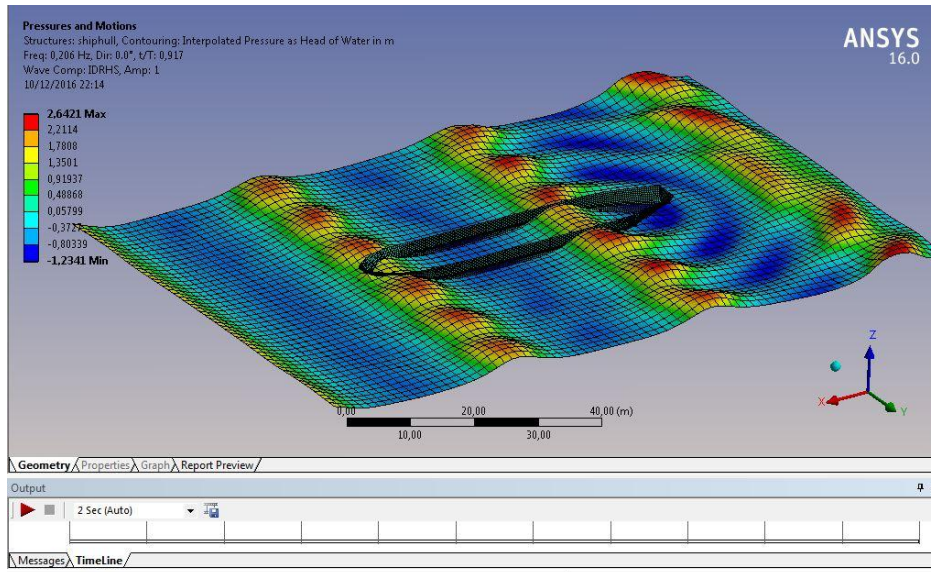 Pressures and Motions
Structures: shiphull, Contouring: Interpolated Pressure as Head of Water in m
Freq: 0,206 Hz, Dir: 0.0°, t/T: 0,917
Wave Comp: IDRHS, Amp: 1
10/12/2016 22:14
ANSYS
16.0
2,6421 Max
2,2114
1,7808
1,3501
0,91937
0,48868
0,05799
-0,372
-0,80339
-1,2341 Min
Z
X
Y
0,00
20,00
40,00 (m)
10,00
30,00
Geometry Properties Graph Report Preview
Output
2 Sec (Auto)
Messages TimeLine